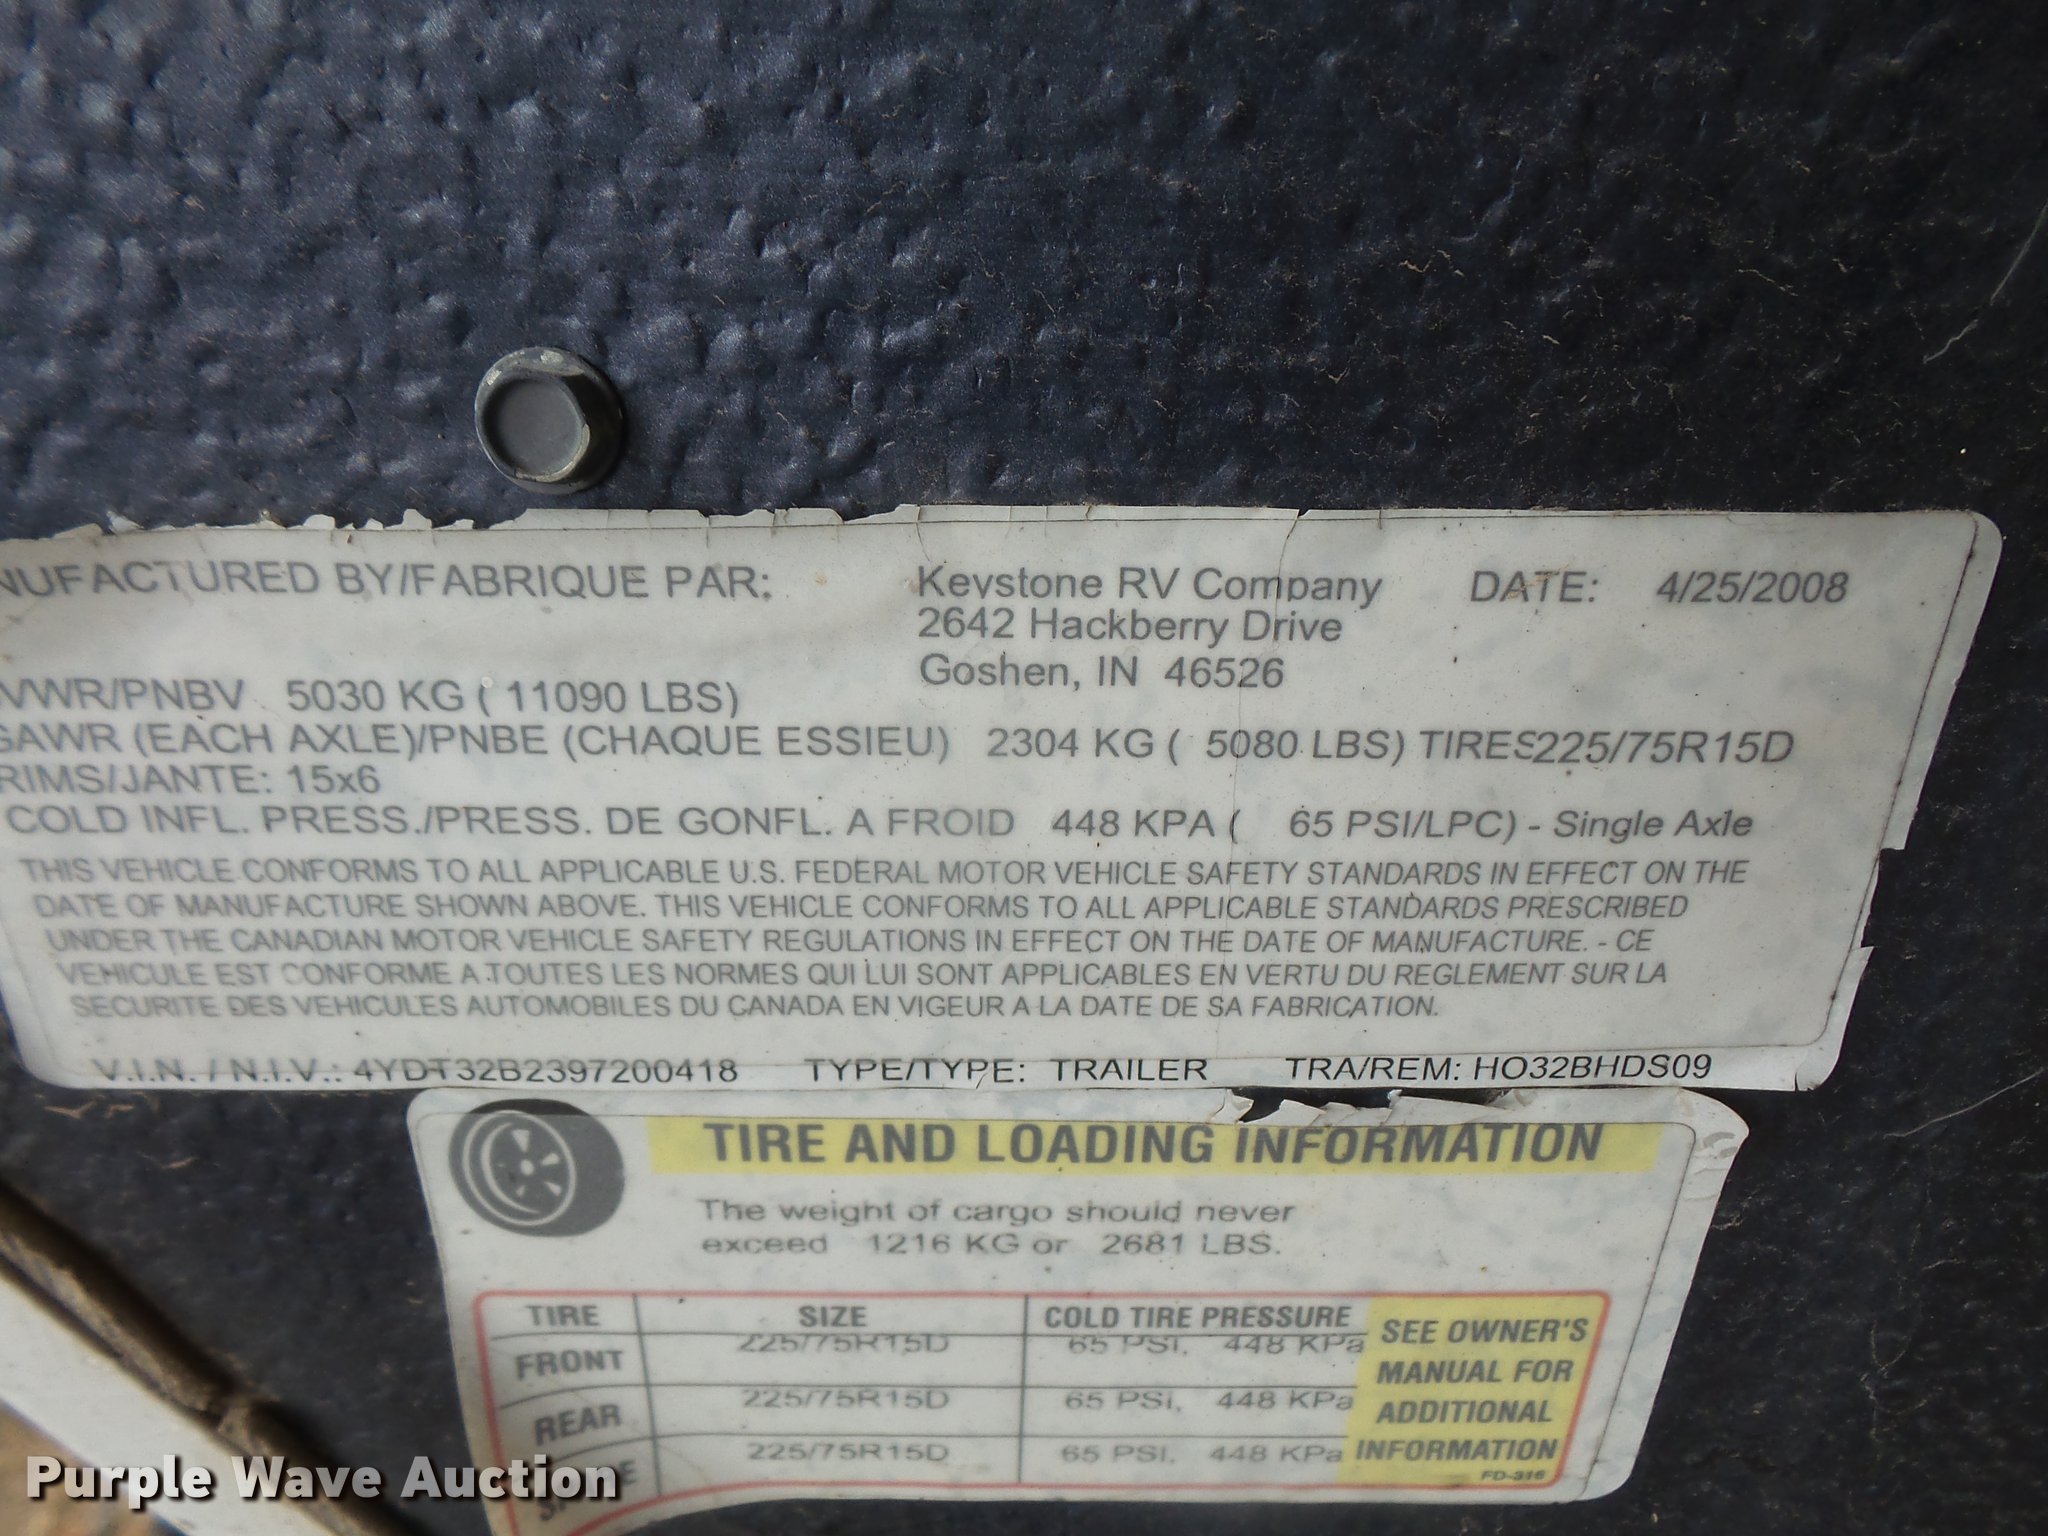 NUFACTURED BY/FABRIQUE PAR: Keystone RV Company DATE: 4/25/2008
2642 Hackberry Drive
Goshen, IN 46526
VWR/PNBV 5030 KG ( 11090 LBS)
GAWR (EACH AXLE)/PNBE (CHAQUE ESSIEU) 2304 KG ( 5080 LBS) TIRES225/75R15D
RIMS/JANTE: 15x6
COLD INFL. PRESS./PRESS. DE GONFL. A FROID 448 KPA ( 65 PSI/LPC) - Single Axle
THIS VEHICLE CONFORMS TO ALL APPLICABLE U.S. FEDERAL MOTOR VEHICLE SAFETY STANDARDS IN EFFECT ON THE
DATE OF MANUFACTURE SHOWN ABOVE. THIS VEHICLE CONFORMS TO ALL APPLICABLE STANDARDS PRESCRIBED
UNDER THE CANADIAN MOTOR VEHICLE SAFETY REGULATIONS IN EFFECT ON THE DATE OF MANUFACTURE. - CE
VEHICULE EST CONFORME A TOUTES LES NORMES QUI LUI SONT APPLICABLES EN VERTU DU REGLEMENT SUR LA
SECURITE DES VEHICULES AUTOMOBILES DU CANADA EN VIGEUR A LA DATE DE SA FABRICATION.
V.I.N. / N.I.V.: 4YDT32B2397200418 TYPE/TYPE: TRAILER TRA/REM: HO32BHDS09
TIRE AND LOADING INFORMATION
The weight of cargo should never
exceed 1216 KG or 2681 LBS.
TIRE SIZE COLD TIRE PRESSURE
FRONT 225/75R15D 65 PSI, 448 KPa
REAR 225/75R15D 65 PSI, 448 KPa
225/75R15D 65 PSI, 448 KPa
SEE OWNER'S
MANUAL FOR
ADDITIONAL
INFORMATION
FD-316
Purple Wave Auction